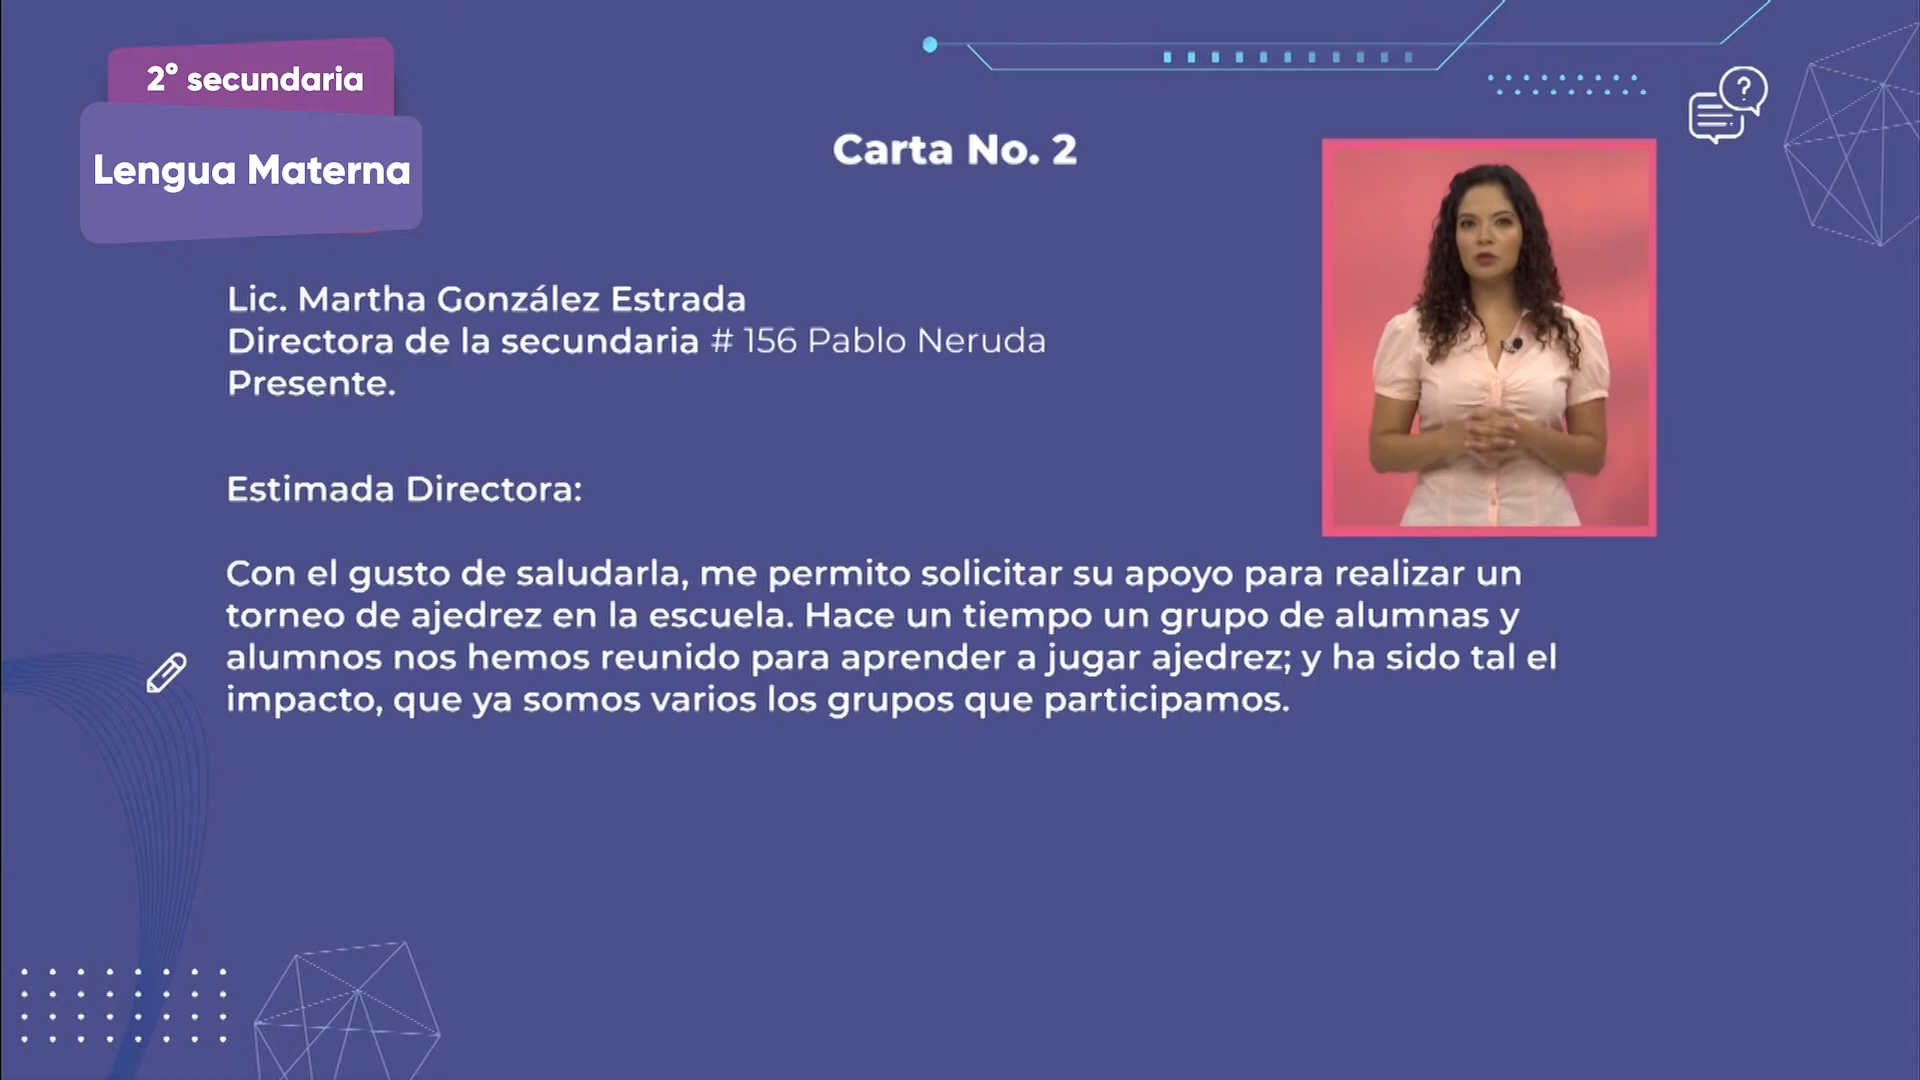 2° secundaria
Lengua Materna
Carta No. 2
Lic. Martha González Estrada
Directora de la secundaria # 156 Pablo Neruda
Presente.
Estimada Directora:
Con el gusto de saludarla, me permito solicitar su apoyo para realizar un
torneo de ajedrez en la escuela. Hace un tiempo un grupo de alumnas y
alumnos nos hemos reunido para aprender a jugar ajedrez; y ha sido tal el
impacto, que ya somos varios los grupos que participamos.